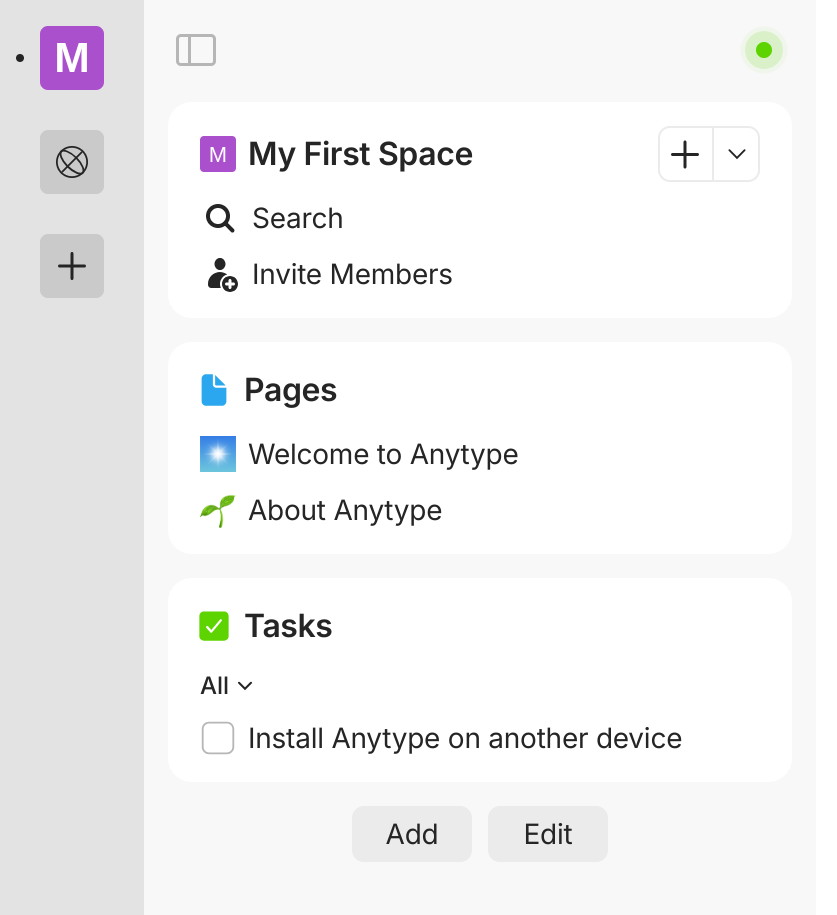 M
M My First Space
Search
Invite Members
Pages
Welcome to Anytype
About Anytype
Tasks
All
Install Anytype on another device
Add Edit